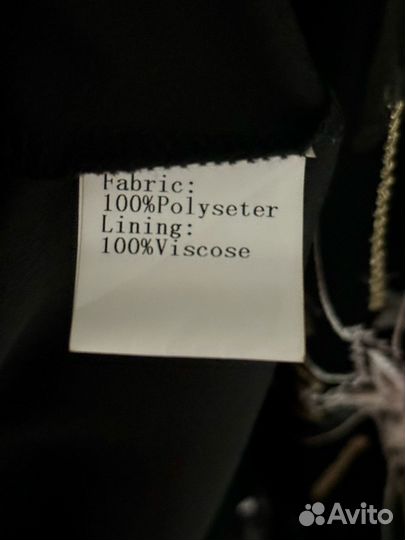 Fabric:
100%Polyseter
Lining:
100%Viscose
Avito